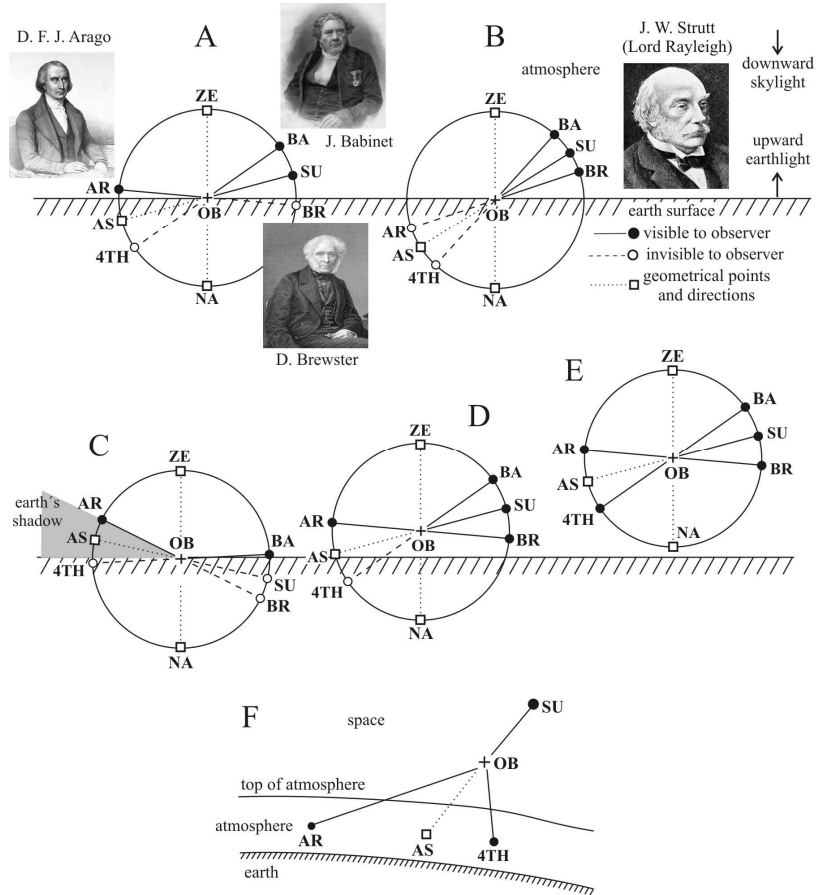 D. F. J. Arago
A
J. Babinet
B
J. W. Strutt
(Lord Rayleigh)
downward
skylight
atmosphere
upward
earthlight
ZE
BA
SU
AR
OB
BR
AS
4TH
NA
ZE
BA
SU
BR
OB
AR
AS
4TH
NA
earth surface
visible to observer
invisible to observer
geometrical points
and directions
D. Brewster
C
ZE
earth´s
shadow
AR
AS
OB
BA
4TH
SU
BR
NA
D
ZE
BA
AR
SU
OB
BR
AS
4TH
NA
E
ZE
BA
AR
SU
OB
BR
AS
4TH
NA
F
space
SU
OB
top of atmosphere
atmosphere
AR
AS
4TH
earth